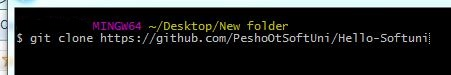 MINGW64 ~/Desktop/New folder
$ git clone https://github.com/PeshoOtSoftUni/Hello-Softuni